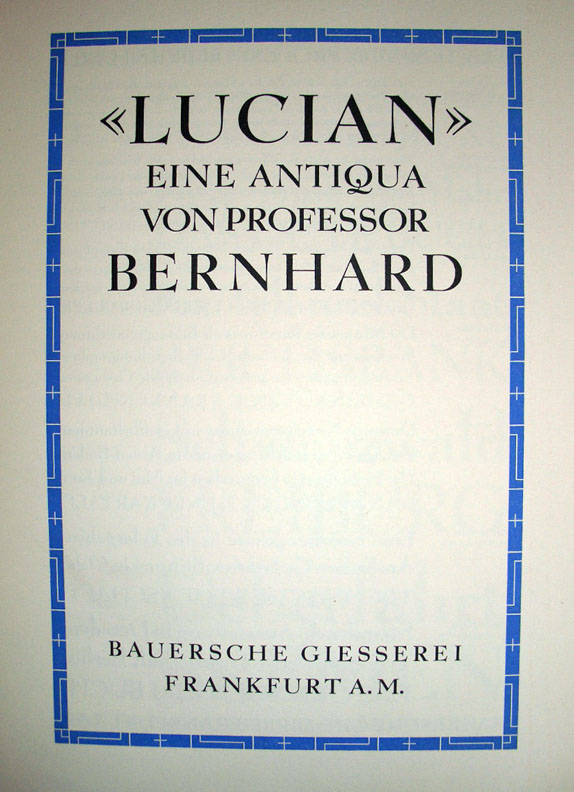 «LUCIAN»
EINE ANTIQUA
VON PROFESSOR
BERNHARD
BAUERSCHE GIESSEREI
FRANKFURT A.M.